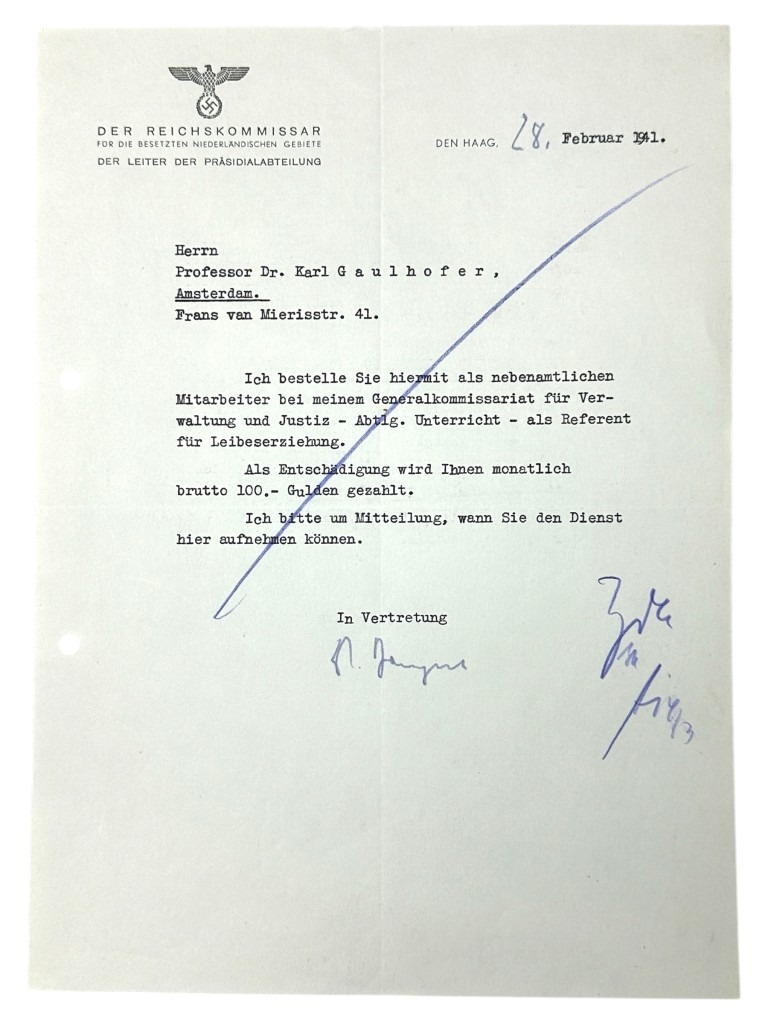 DER REICHSKOMMISSAR
FÜR DIE BESETZTEN NIEDERLÄNDISCHEN GEBIETE
DER LEITER DER PRÄSIDIALABTEILUNG
DEN HAAG, 28. Februar 1941.
Herrn
Professor Dr. Karl G a u l h o f e r ,
Amsterdam.
Frans van Mierisstr. 41.
Ich bestelle Sie hiermit als nebenamtlichen
Mitarbeiter bei meinem Generalkommissariat für Ver-
waltung und Justiz - Abtlg. Unterricht - als Referent
für Leibeserziehung.
Als Entschädigung wird Ihnen monatlich
brutto 100.- Gulden gezahlt.
Ich bitte um Mitteilung, wann Sie den Dienst
hier aufnehmen können.
In Vertretung